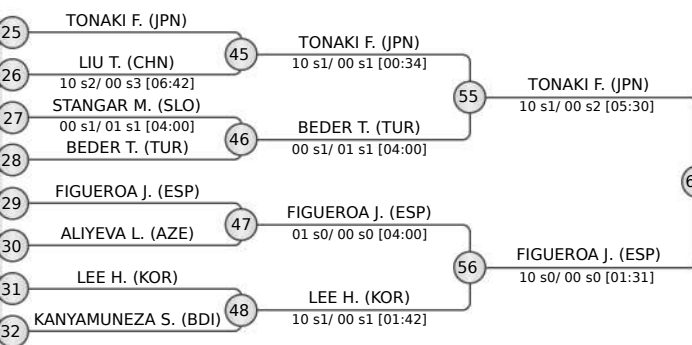 25
TONAKI F. (JPN)
26
LIU T. (CHN)
10 s2/ 00 s3 [06:42]
45
TONAKI F. (JPN)
10 s1/ 00 s1 [00:34]
27
STANGAR M. (SLO)
00 s1/ 01 s1 [04:00]
28
BEDER T. (TUR)
46
BEDER T. (TUR)
00 s1/ 01 s1 [04:00]
55
TONAKI F. (JPN)
10 s1/ 00 s2 [05:30]
29
FIGUEROA J. (ESP)
30
ALIYEVA L. (AZE)
47
FIGUEROA J. (ESP)
01 s0/ 00 s0 [04:00]
31
LEE H. (KOR)
32
KANYAMUNEZA S. (BDI)
48
LEE H. (KOR)
10 s1/ 00 s1 [01:42]
56
FIGUEROA J. (ESP)
10 s0/ 00 s0 [01:31]